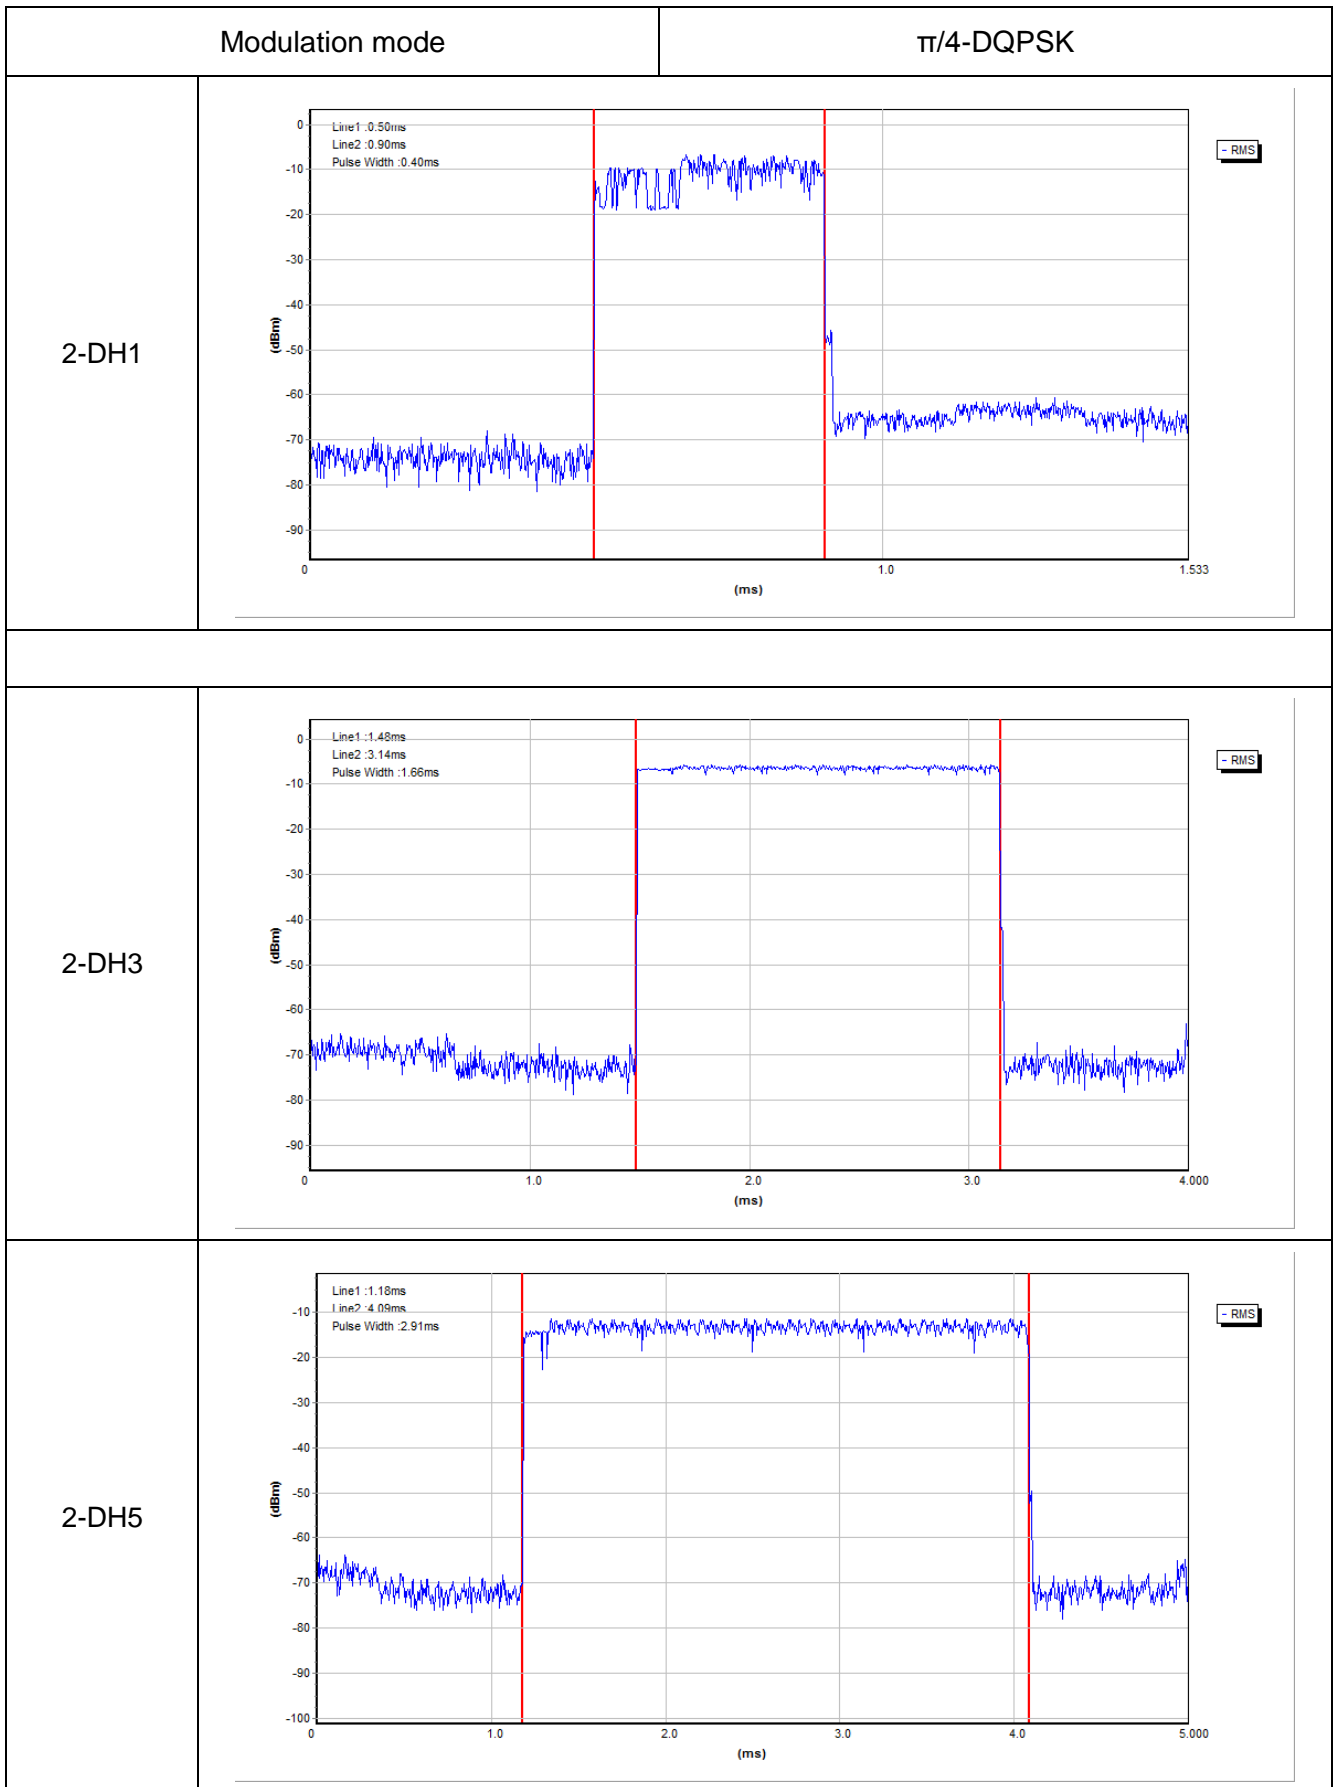 Modulation mode π/4-DQPSK
2-DH1
Line1 :0.50ms
Line2 :0.90ms
Pulse Width :0.40ms
- RMS
0
-10
-20
-30
-40
-50
-60
-70
-80
-90
(dBm)
0 1.0 1.533
(ms)
2-DH3
Line1 :1.48ms
Line2 :3.14ms
Pulse Width :1.66ms
- RMS
0
-10
-20
-30
-40
-50
-60
-70
-80
-90
(dBm)
0 1.0 2.0 3.0 4.000
(ms)
2-DH5
Line1 :1.18ms
Line2 :4.09ms
Pulse Width :2.91ms
- RMS
-10
-20
-30
-40
-50
-60
-70
-80
-90
-100
(dBm)
0 1.0 2.0 3.0 4.0 5.000
(ms)